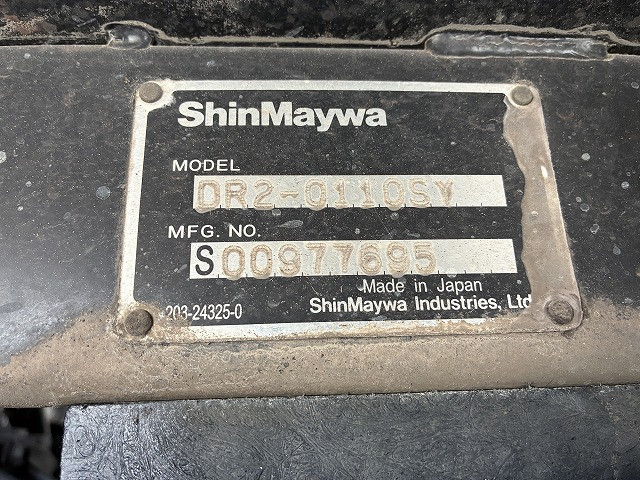 ShinMaywa
MODEL
DR2-0110SY
MFG. NO.
S00977695
Made in Japan
203-24325-0
ShinMaywa Industries, Ltd